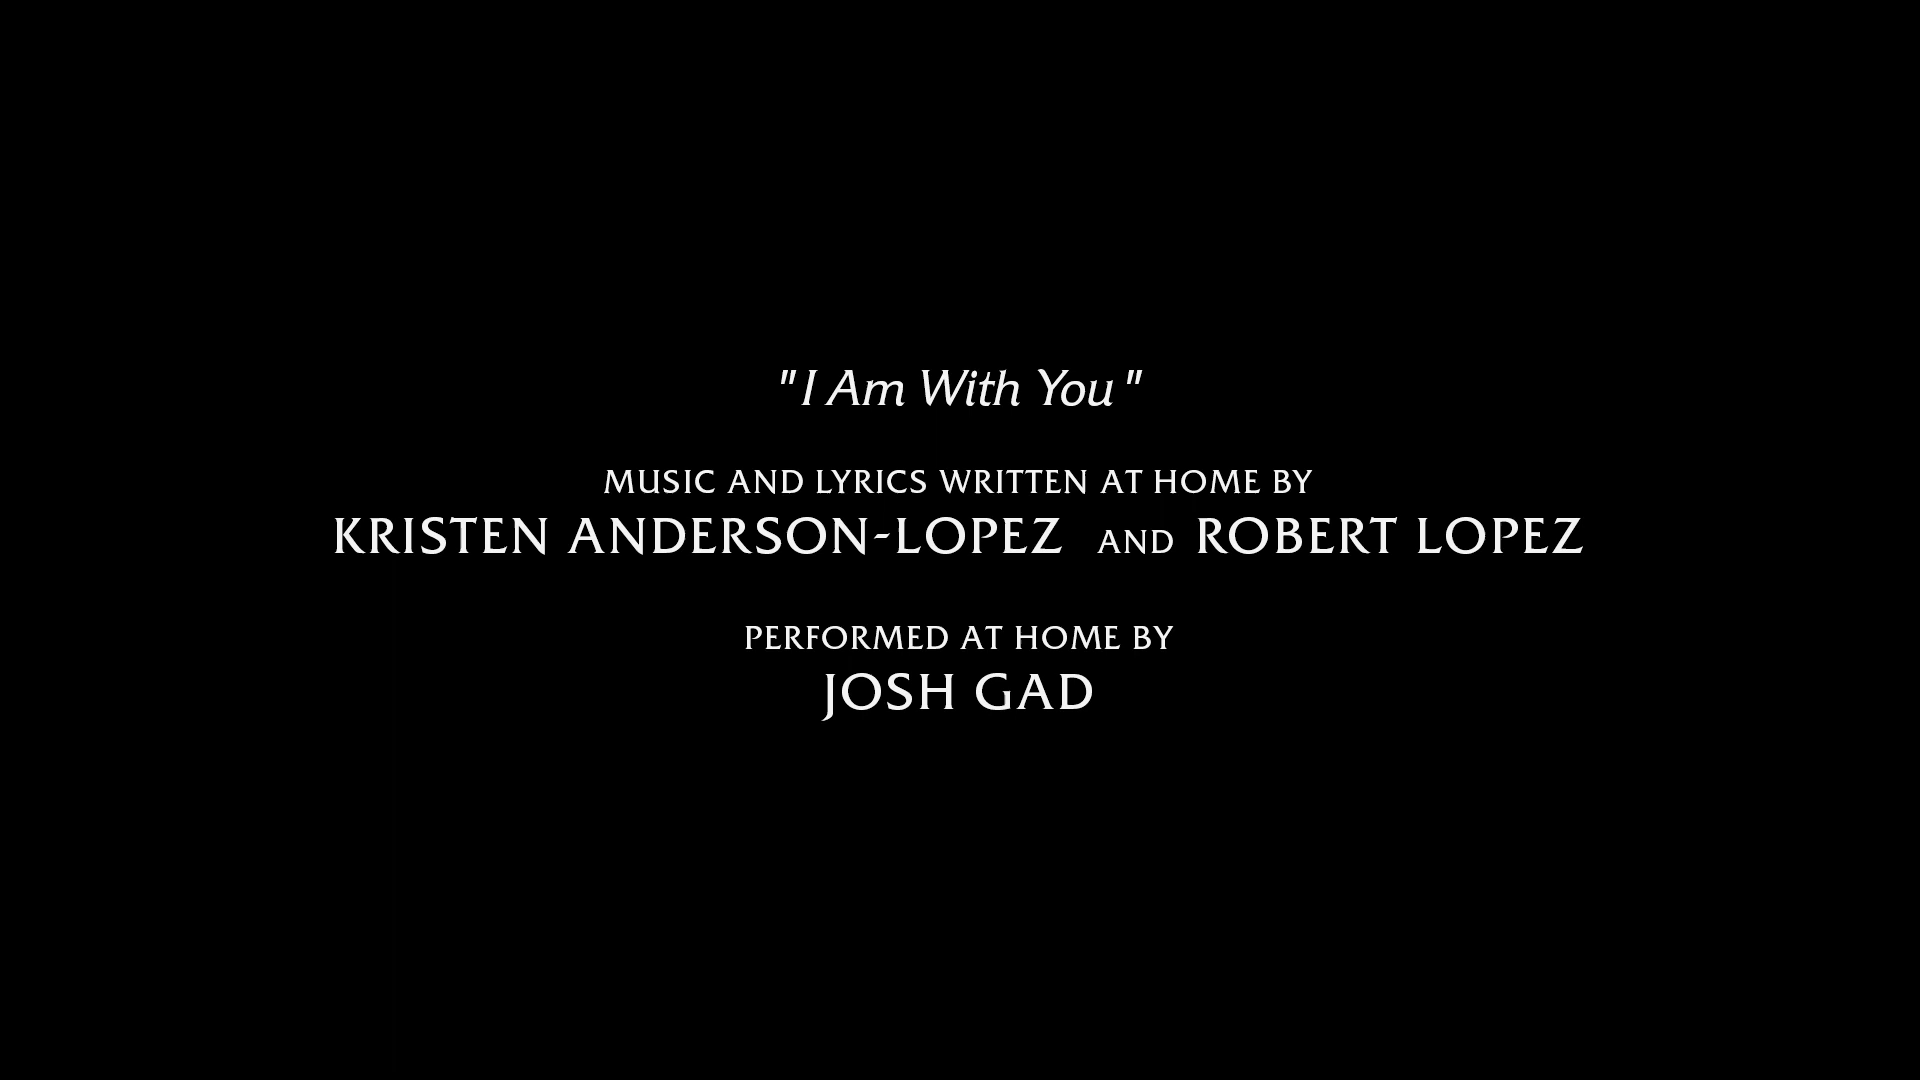 "I Am With You"
MUSIC AND LYRICS WRITTEN AT HOME BY
KRISTEN ANDERSON-LOPEZ AND ROBERT LOPEZ
PERFORMED AT HOME BY
JOSH GAD